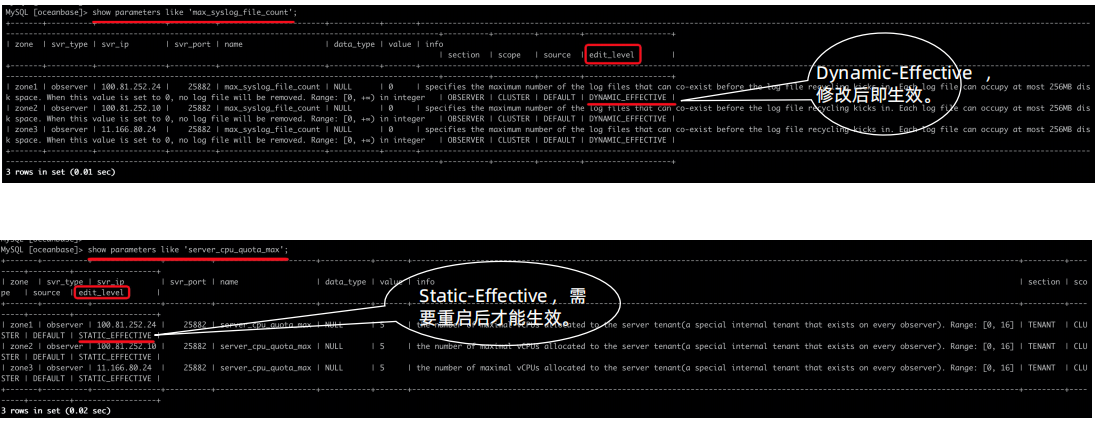 MySQL [oceanbase]> show parameters like 'max_syslog_file_count';
| zone | svr_type | svr_ip | svr_port | name | data_type | value | info
| section | scope | source | edit_level |
| zone1 | observer | 100.81.252.24 | 25882 | max_syslog_file_count | NULL | 0 | specifies the maximum number of the log files that can co-exist before the log file recycling kicks in. Each log file can occupy at most 256MB dis
k space. When this value is set to 0, no log file will be removed. Range: [0, +∞) in integer | OBSERVER | CLUSTER | DEFAULT | DYNAMIC_EFFECTIVE |
| zone2 | observer | 100.81.252.10 | 25882 | max_syslog_file_count | NULL | 0 | specifies the maximum number of the log files that can co-exist before the log file recycling kicks in. Each log file can occupy at most 256MB dis
k space. When this value is set to 0, no log file will be removed. Range: [0, +∞) in integer | OBSERVER | CLUSTER | DEFAULT | DYNAMIC_EFFECTIVE |
| zone3 | observer | 11.166.80.24 | 25882 | max_syslog_file_count | NULL | 0 | specifies the maximum number of the log files that can co-exist before the log file recycling kicks in. Each log file can occupy at most 256MB dis
k space. When this value is set to 0, no log file will be removed. Range: [0, +∞) in integer | OBSERVER | CLUSTER | DEFAULT | DYNAMIC_EFFECTIVE |
3 rows in set (0.01 sec)
Dynamic-Effective ，
修改后即生效。
MySQL [oceanbase]>
MySQL [oceanbase]> show parameters like 'server_cpu_quota_max';
| zone | svr_type | svr_ip | svr_port | name | data_type | value | info | section | sco
pe | source | edit_level |
| zone1 | observer | 100.81.252.24 | 25882 | server_cpu_quota_max | NULL | 5 | the number of maximal vCPUs allocated to the server tenant(a special internal tenant that exists on every observer). Range: [0, 16] | TENANT | CLU
STER | DEFAULT | STATIC_EFFECTIVE |
| zone2 | observer | 100.81.252.10 | 25882 | server_cpu_quota_max | NULL | 5 | the number of maximal vCPUs allocated to the server tenant(a special internal tenant that exists on every observer). Range: [0, 16] | TENANT | CLU
STER | DEFAULT | STATIC_EFFECTIVE |
| zone3 | observer | 11.166.80.24 | 25882 | server_cpu_quota_max | NULL | 5 | the number of maximal vCPUs allocated to the server tenant(a special internal tenant that exists on every observer). Range: [0, 16] | TENANT | CLU
STER | DEFAULT | STATIC_EFFECTIVE |
3 rows in set (0.02 sec)
Static-Effective，需
要重启后才能生效。